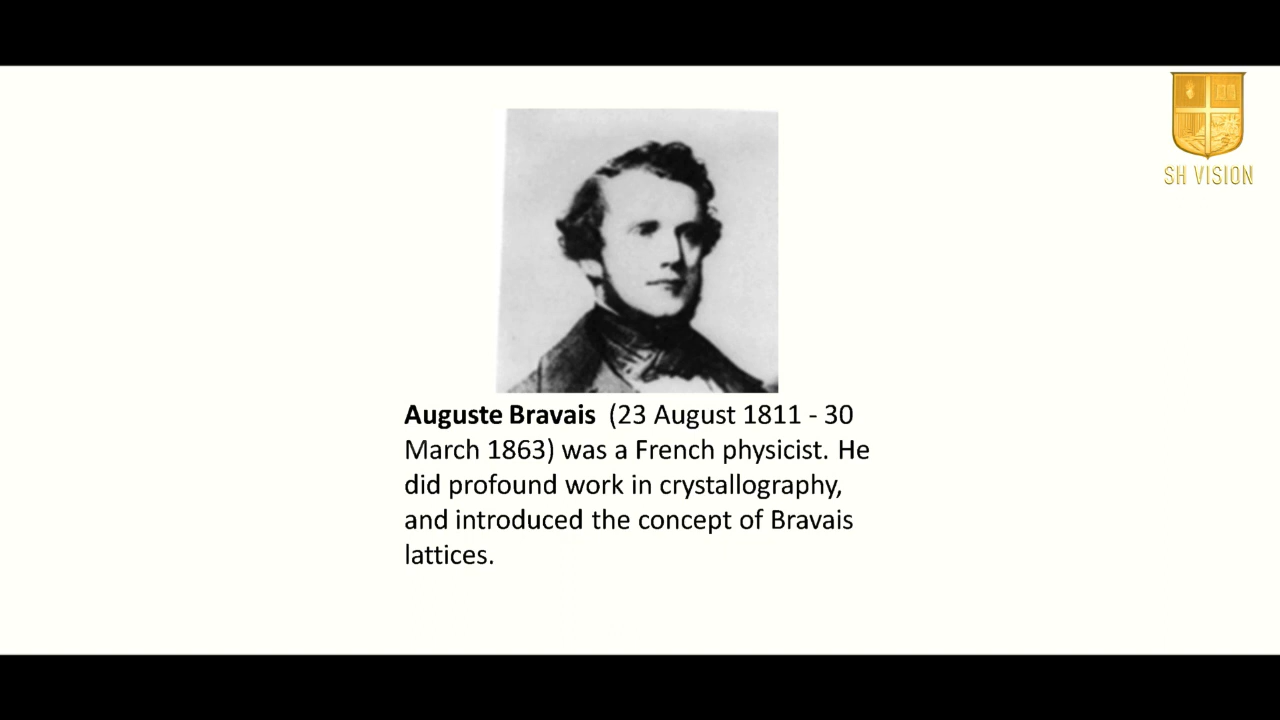 SH VISION
Auguste Bravais (23 August 1811 - 30
March 1863) was a French physicist. He
did profound work in crystallography,
and introduced the concept of Bravais
lattices.